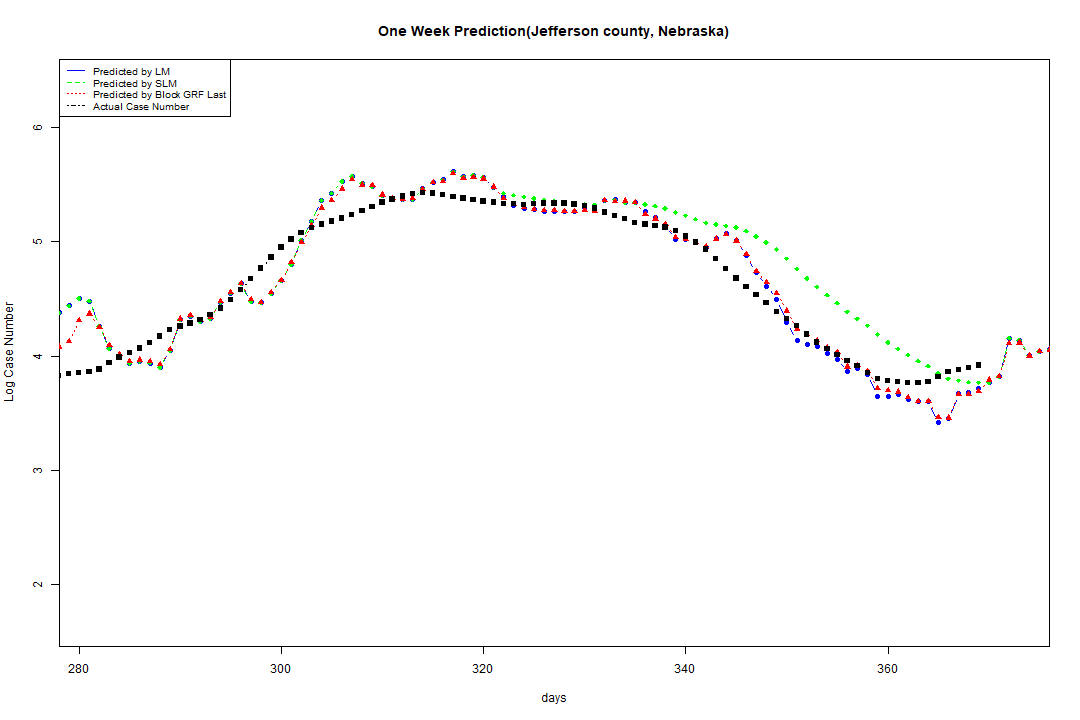 One Week Prediction(Jefferson county, Nebraska)
Predicted by LM
Predicted by SLM
Predicted by Block GRF Last
Actual Case Number
6
5
4
3
2
Log Case Number
280 300 320 340 360
days